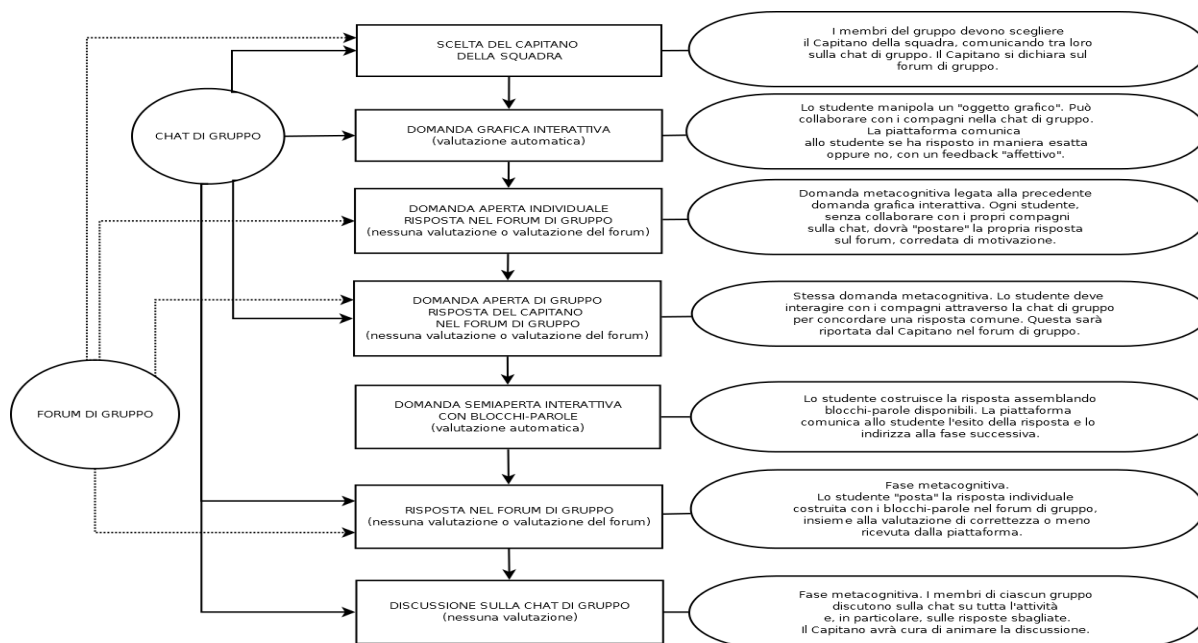 SCELTA DEL CAPITANO
DELLA SQUADRA
I membri del gruppo devono scegliere
il Capitano della squadra, comunicando tra loro
sulla chat di gruppo. Il Capitano si dichiara sul
forum di gruppo.
CHAT DI GRUPPO
DOMANDA GRAFICA INTERATTIVA
(valutazione automatica)
Lo studente manipola un "oggetto grafico". Può
collaborare con i compagni nella chat di gruppo.
La piattaforma comunica
allo studente se ha risposto in maniera esatta
oppure no, con un feedback "affettivo".
DOMANDA APERTA INDIVIDUALE
RISPOSTA NEL FORUM DI GRUPPO
(nessuna valutazione o valutazione del forum)
Domanda metacognitiva legata alla precedente
domanda grafica interattiva. Ogni studente,
senza collaborare con i propri compagni
sulla chat, dovrà "postare" la propria risposta
sul forum, corredata di motivazione.
DOMANDA APERTA DI GRUPPO
RISPOSTA DEL CAPITANO
NEL FORUM DI GRUPPO
(nessuna valutazione o valutazione del forum)
Stessa domanda metacognitiva. Lo studente deve
interagire con i compagni attraverso la chat di gruppo
per concordare una risposta comune. Questa sarà
riportata dal Capitano nel forum di gruppo.
FORUM DI GRUPPO
DOMANDA SEMIAPERTA INTERATTIVA
CON BLOCCHI-PAROLE
(valutazione automatica)
Lo studente costruisce la risposta assemblando
blocchi-parole disponibili. La piattaforma
comunica allo studente l'esito della risposta e lo
indirizza alla fase successiva.
RISPOSTA NEL FORUM DI GRUPPO
(nessuna valutazione o valutazione del forum)
Fase metacognitiva.
Lo studente "posta" la risposta individuale
costruita con i blocchi-parole nel forum di gruppo,
insieme alla valutazione di correttezza o meno
ricevuta dalla piattaforma.
DISCUSSIONE SULLA CHAT DI GRUPPO
(nessuna valutazione)
Fase metacognitiva. I membri di ciascun gruppo
discutono sulla chat su tutta l'attività
e, in particolare, sulle risposte sbagliate.
Il Capitano avrà cura di animare la discussione.